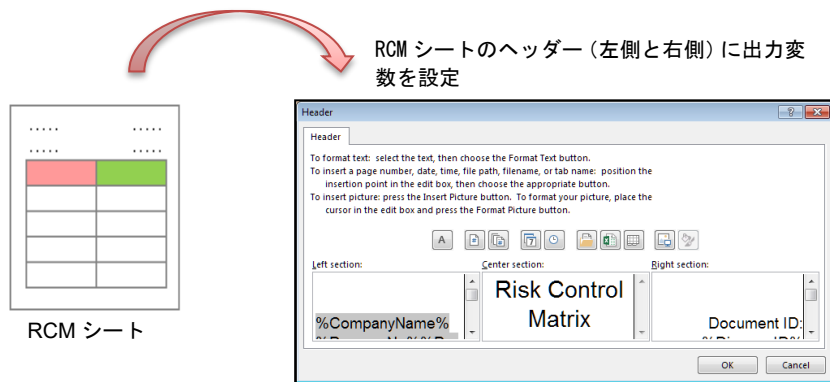 RCM シートのヘッダー（左側と右側）に出力変
数を設定
Header
Header
To format text: select the text, then choose the Format Text button.
To insert a page number, date, time, file path, filename, or tab name: position the
insertion point in the edit box, then choose the appropriate button.
To insert picture: press the Insert Picture button. To format your picture, place the
cursor in the edit box and press the Format Picture button.
A
Left section:
Center section:
Right section:
%CompanyName%
Risk Control
Matrix
Document ID:
OK
Cancel
RCM シート